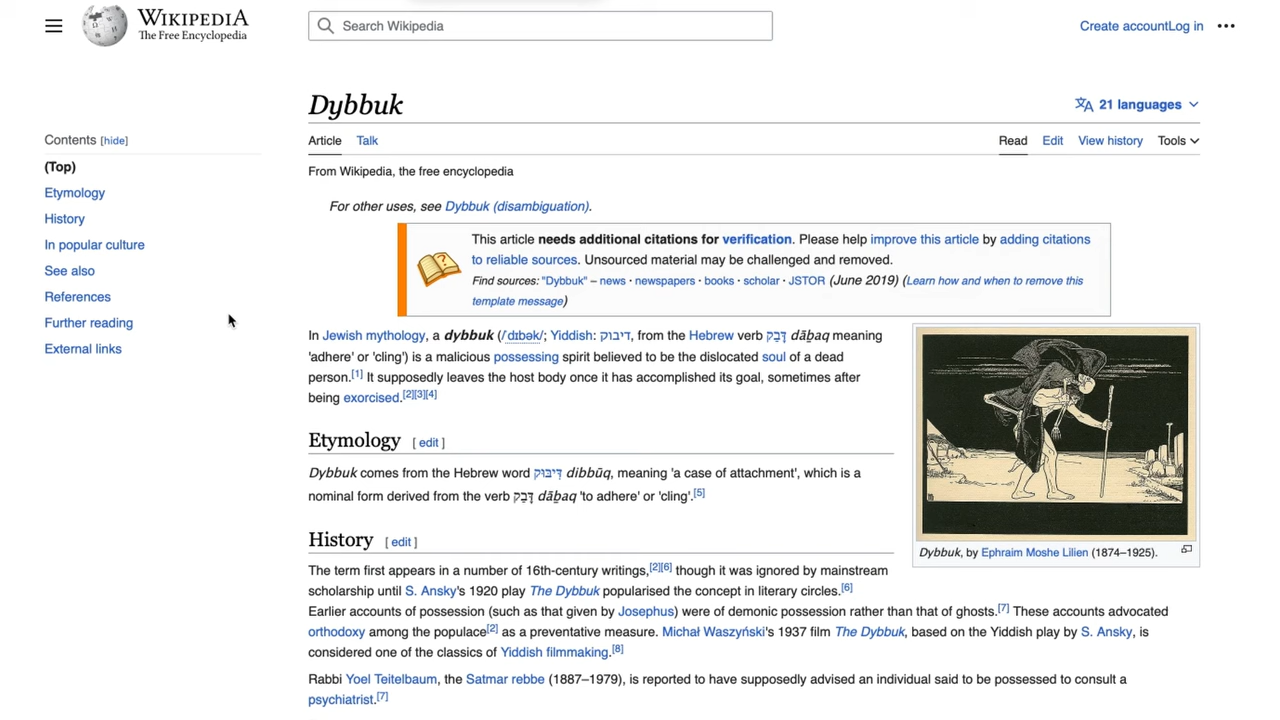 WIKIPEDIA
The Free Encyclopedia
Search Wikipedia
Create accountLog in
Contents [hide]
(Top)
Etymology
History
In popular culture
See also
References
Further reading
External links
Dybbuk
21 languages
Article Talk
Read Edit View history Tools
From Wikipedia, the free encyclopedia
For other uses, see Dybbuk (disambiguation).
This article needs additional citations for verification. Please help improve this article by adding citations
to reliable sources. Unsourced material may be challenged and removed.
Find sources: "Dybbuk" – news · newspapers · books · scholar · JSTOR (June 2019) (Learn how and when to remove this
template message)
In Jewish mythology, a dybbuk (/ˈdɪbək/; Yiddish: דיבוק, from the Hebrew verb דָּבַק dāḇaq meaning
'adhere' or 'cling') is a malicious possessing spirit believed to be the dislocated soul of a dead
person.[1] It supposedly leaves the host body once it has accomplished its goal, sometimes after
being exorcised.[2][3][4]
Etymology [ edit ]
Dybbuk comes from the Hebrew word דִּיבּוּק dibbūq, meaning 'a case of attachment', which is a
nominal form derived from the verb דָּבַק dāḇaq 'to adhere' or 'cling'.[5]
Dybbuk, by Ephraim Moshe Lilien (1874–1925).
History [ edit ]
The term first appears in a number of 16th-century writings,[2][6] though it was ignored by mainstream
scholarship until S. Ansky's 1920 play The Dybbuk popularised the concept in literary circles.[6]
Earlier accounts of possession (such as that given by Josephus) were of demonic possession rather than that of ghosts.[7] These accounts advocated
orthodoxy among the populace[2] as a preventative measure. Michał Waszyński's 1937 film The Dybbuk, based on the Yiddish play by S. Ansky, is
considered one of the classics of Yiddish filmmaking.[8]
Rabbi Yoel Teitelbaum, the Satmar rebbe (1887–1979), is reported to have supposedly advised an individual said to be possessed to consult a
psychiatrist.[7]